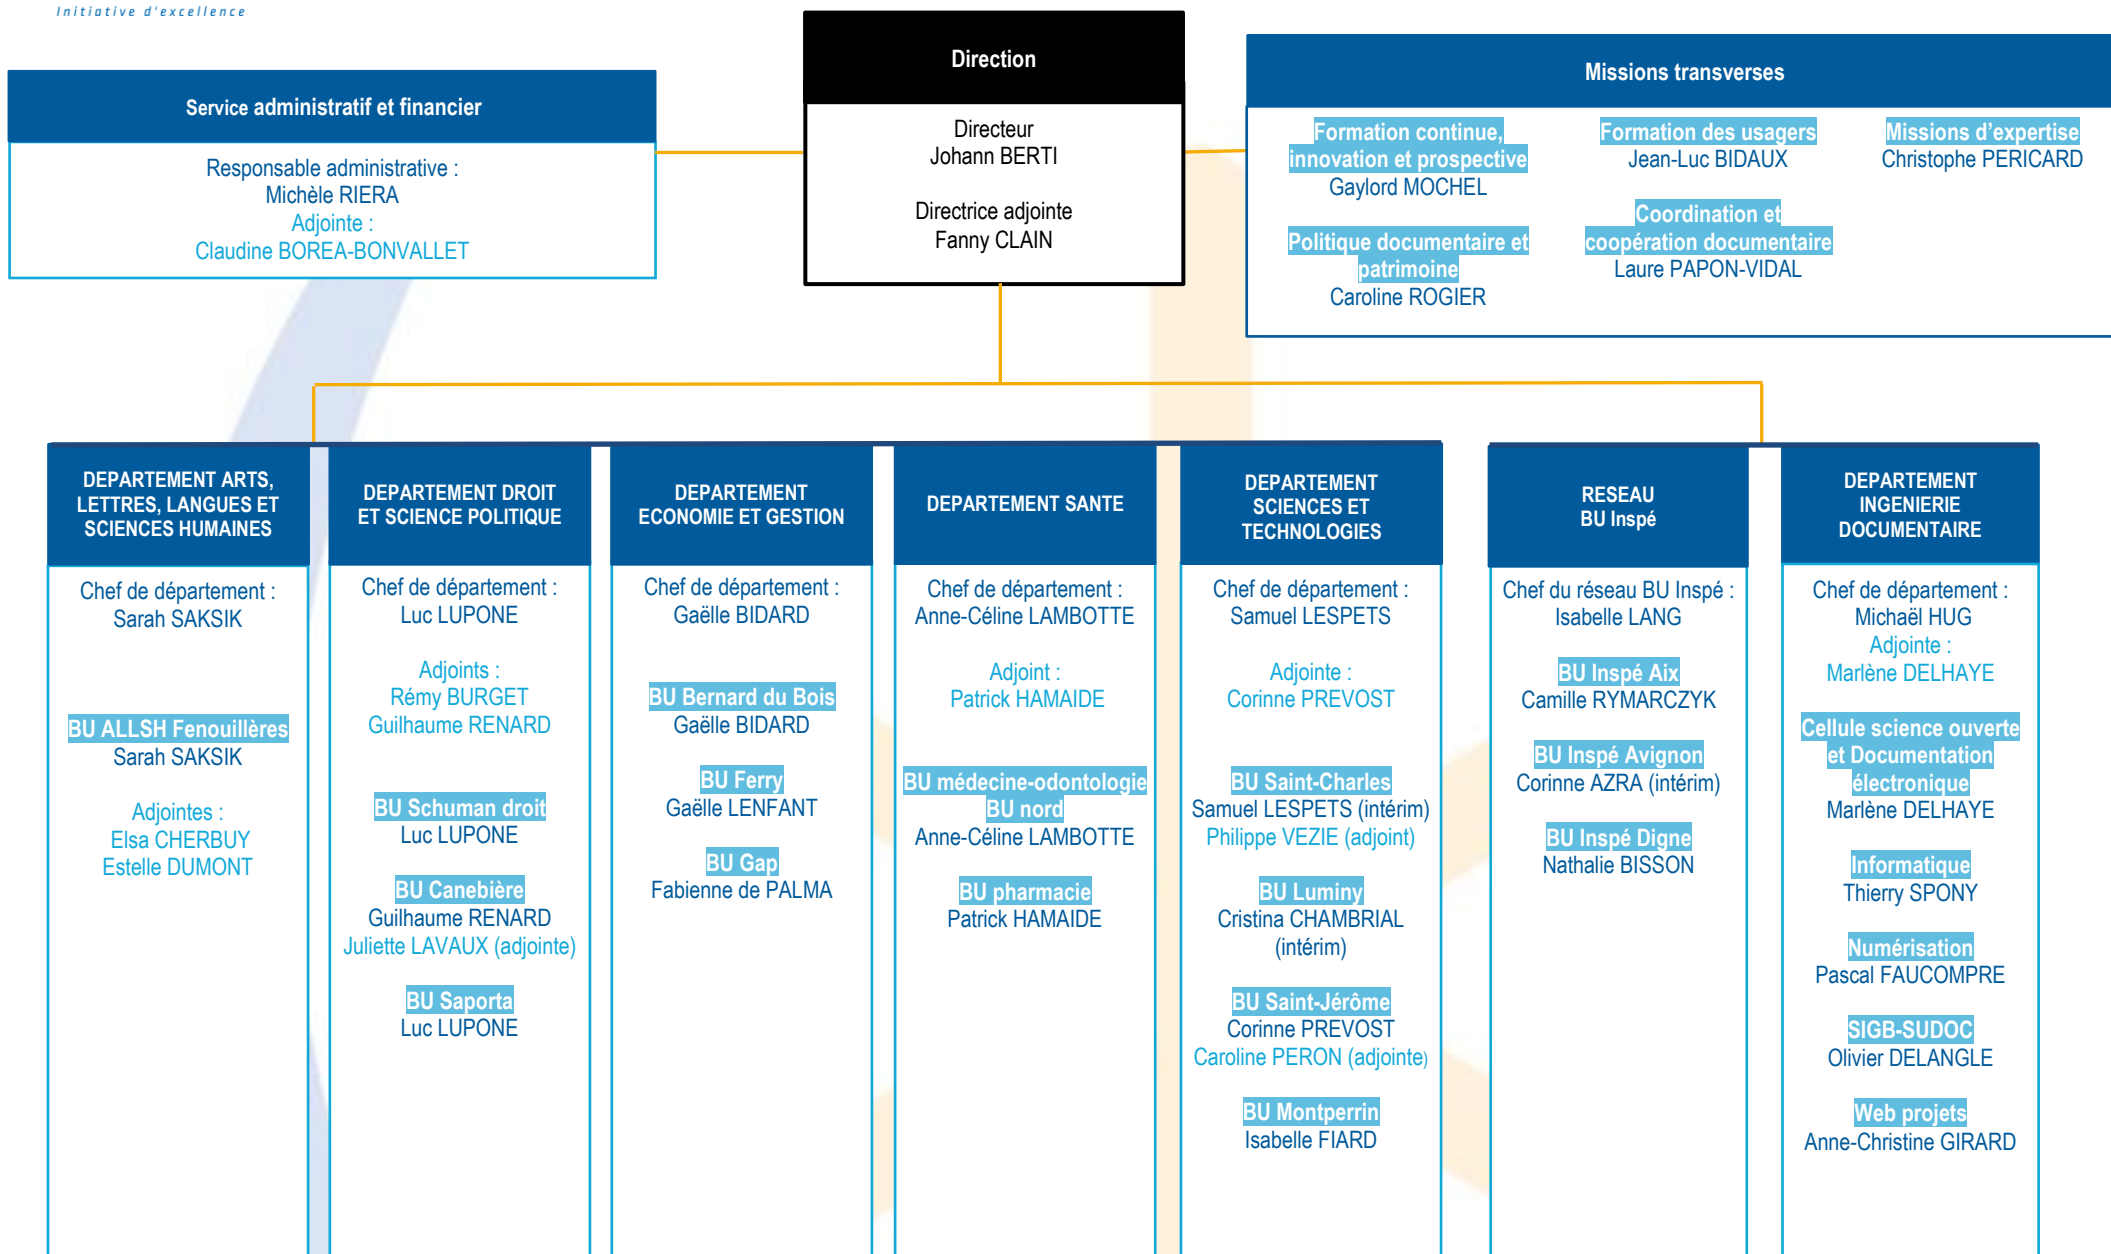 Initiative d'excellence
Direction
Directeur
Johann BERTI
Directrice adjointe
Fanny CLAIN
Service administratif et financier
Responsable administrative :
Michèle RIERA
Adjointe :
Claudine BOREA-BONVALLET
Missions transverses
Formation continue,
innovation et prospective
Gaylord MOCHEL
Politique documentaire et
patrimoine
Caroline ROGIER
Formation des usagers
Jean-Luc BIDAUX
Coordination et
coopération documentaire
Laure PAPON-VIDAL
Missions d'expertise
Christophe PERICARD
DEPARTEMENT ARTS,
LETTRES, LANGUES ET
SCIENCES HUMAINES
Chef de département :
Sarah SAKSIK
BU ALLSH Fenouillères
Sarah SAKSIK
Adjointes :
Elsa CHERBUY
Estelle DUMONT
DEPARTEMENT DROIT
ET SCIENCE POLITIQUE
Chef de département :
Luc LUPONE
Adjoints :
Rémy BURGET
Guilhaume RENARD
BU Schuman droit
Luc LUPONE
BU Canebière
Guilhaume RENARD
Juliette LAVAUX (adjointe)
BU Saporta
Luc LUPONE
DEPARTEMENT
ECONOMIE ET GESTION
Chef de département :
Gaëlle BIDARD
BU Bernard du Bois
Gaëlle BIDARD
BU Ferry
Gaëlle LENFANT
BU Gap
Fabienne de PALMA
DEPARTEMENT SANTE
Chef de département :
Anne-Céline LAMBOTTE
Adjoint :
Patrick HAMAIDE
BU médecine-odontologie
BU nord
Anne-Céline LAMBOTTE
BU pharmacie
Patrick HAMAIDE
DEPARTEMENT
SCIENCES ET
TECHNOLOGIES
Chef de département :
Samuel LESPETS
Adjointe :
Corinne PREVOST
BU Saint-Charles
Samuel LESPETS (intérim)
Philippe VEZIE (adjoint)
BU Luminy
Cristina CHAMBRIAL
(intérim)
BU Saint-Jérôme
Corinne PREVOST
Caroline PERON (adjointe)
BU Montperrin
Isabelle FIARD
RESEAU
BU Inspé
Chef du réseau BU Inspé :
Isabelle LANG
BU Inspé Aix
Camille RYMARCZYK
BU Inspé Avignon
Corinne AZRA (intérim)
BU Inspé Digne
Nathalie BISSON
DEPARTEMENT
INGENIERIE
DOCUMENTAIRE
Chef de département :
Michaël HUG
Adjointe :
Marlène DELHAYE
Cellule science ouverte
et Documentation
électronique
Marlène DELHAYE
Informatique
Thierry SPONY
Numérisation
Pascal FAUCOMPRE
SIGB-SUDOC
Olivier DELANGLE
Web projets
Anne-Christine GIRARD